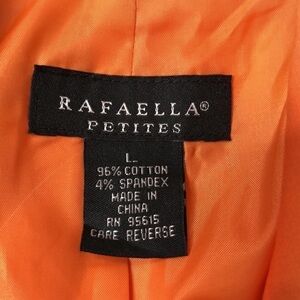 RAFAELLA®
PETITES
L
96% COTTON
4% SPANDEX
MADE IN
CHINA
RN 95615
CARE REVERSE